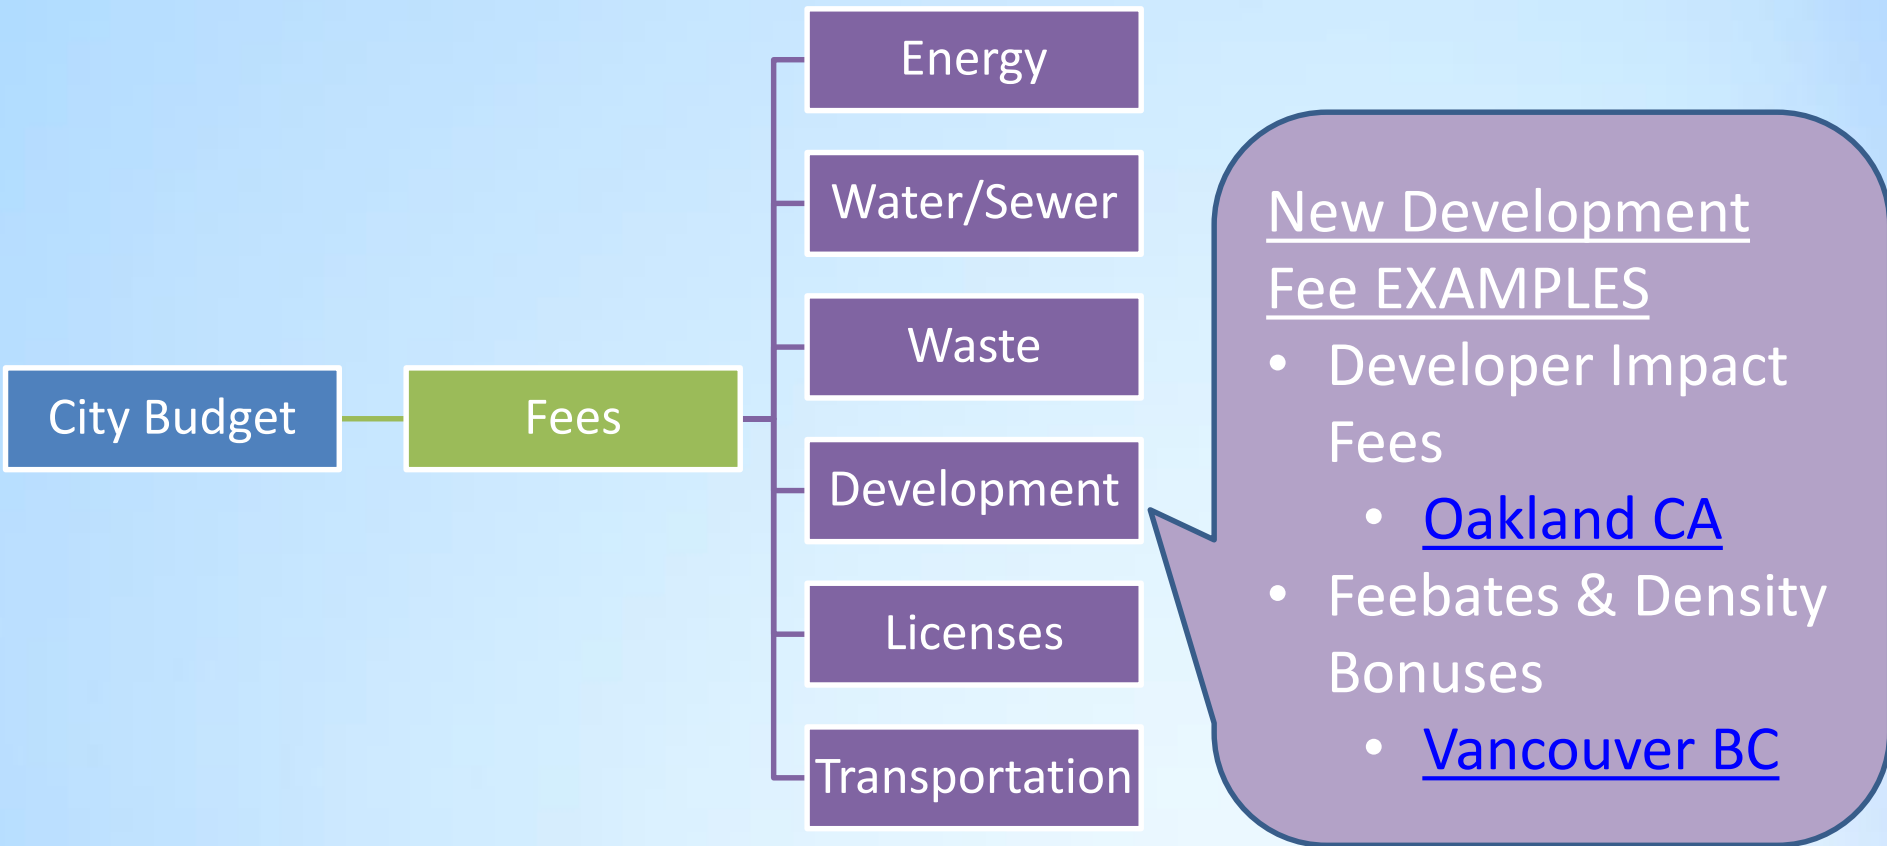 City Budget
Fees
Energy
Water/Sewer
Waste
Development
Licenses
Transportation
New Development
Fee EXAMPLES
• Developer Impact
Fees
• Oakland CA
• Feebates & Density
Bonuses
• Vancouver BC